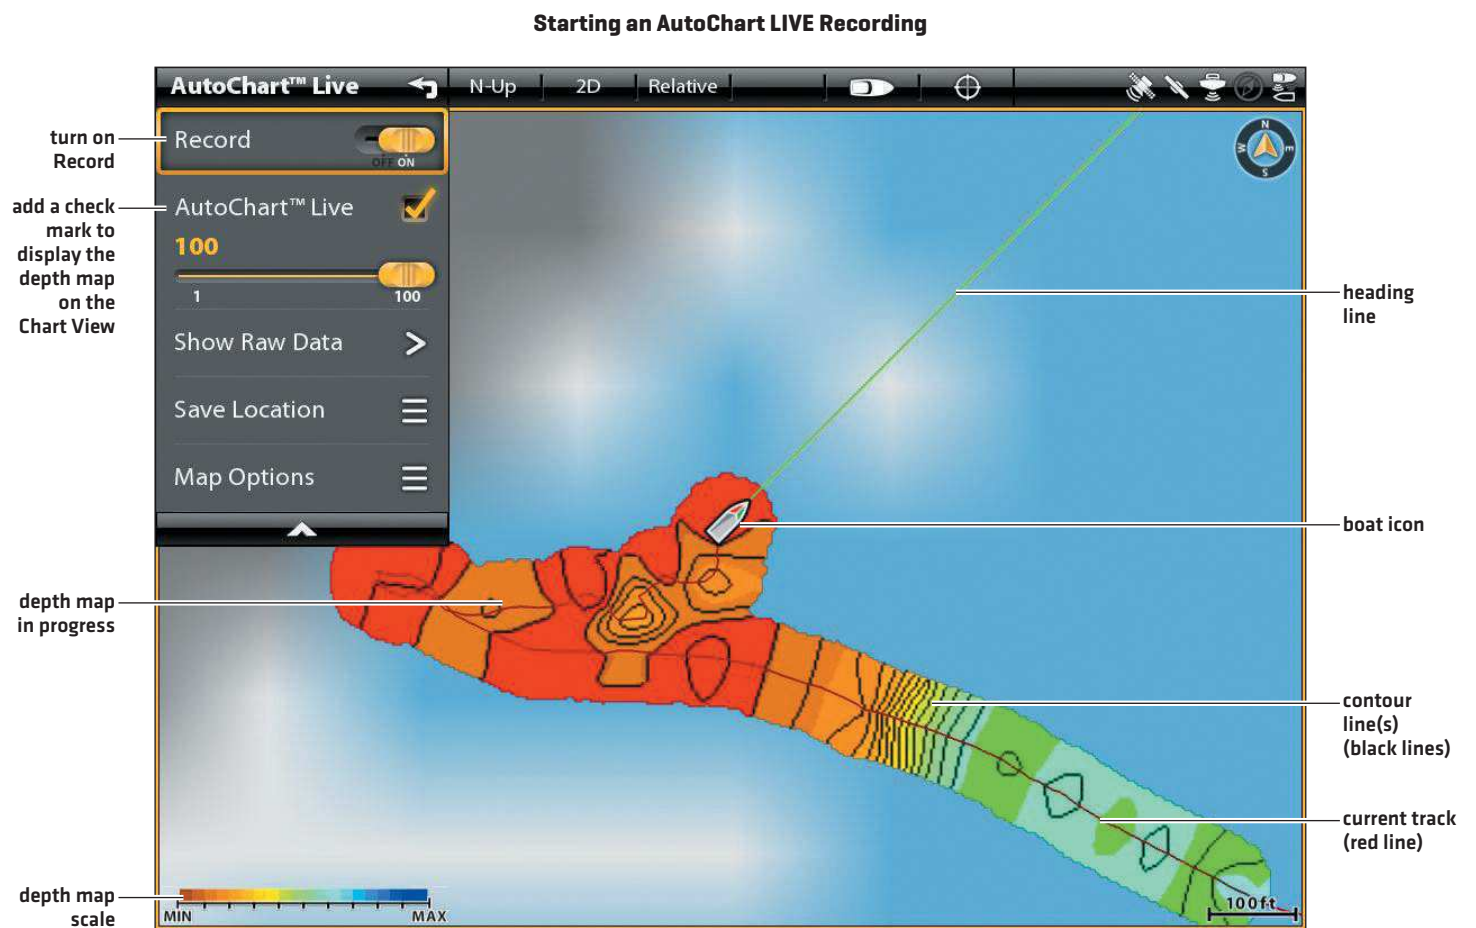 Starting an AutoChart LIVE Recording
AutoChart™ Live
N-Up
2D
Relative
turn on
Record
Record
OFF ON
add a check
mark to
display the
depth map
on the
Chart View
AutoChart™ Live
100
1
100
Show Raw Data
Save Location
Map Options
N
W
E
S
heading
line
boat icon
depth map
in progress
contour
line(s)
(black lines)
current track
(red line)
depth map
scale
MIN
MAX
100ft